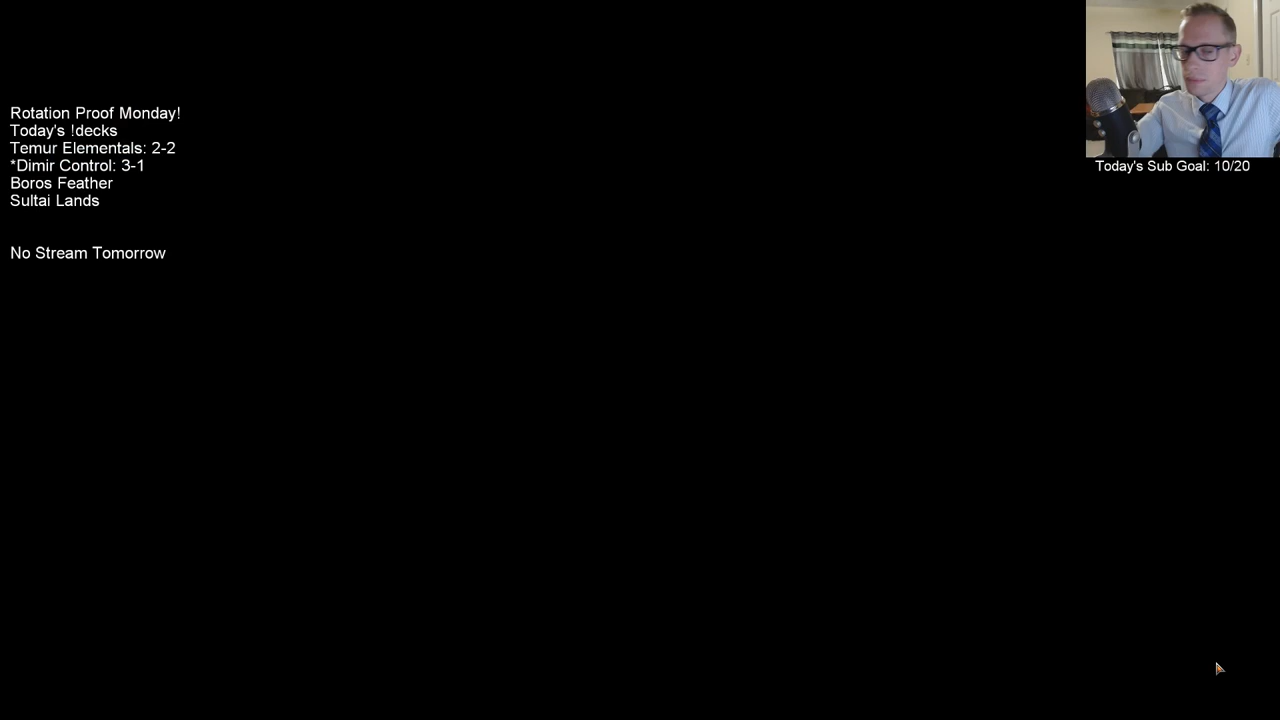 Rotation Proof Monday!
Today's !decks
Temur Elementals: 2-2
*Dimir Control: 3-1
Boros Feather
Sultai Lands
No Stream Tomorrow
Today's Sub Goal: 10/20